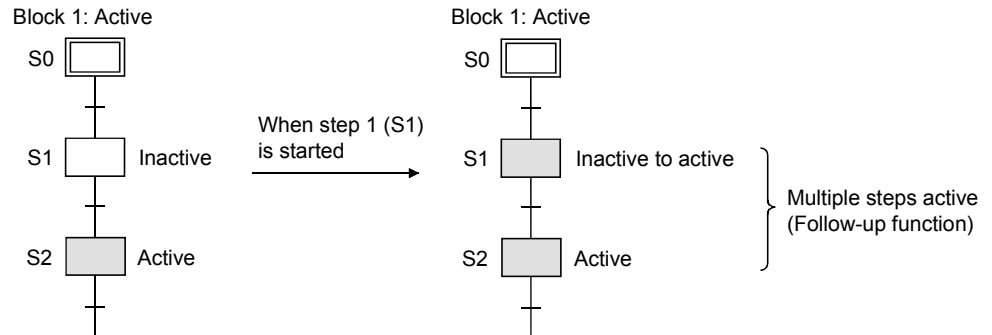 Block 1: Active
S0
S1
Inactive
S2
Active
When step 1 (S1)
is started
Block 1: Active
S0
S1
Inactive to active
S2
Active
Multiple steps active
(Follow-up function)